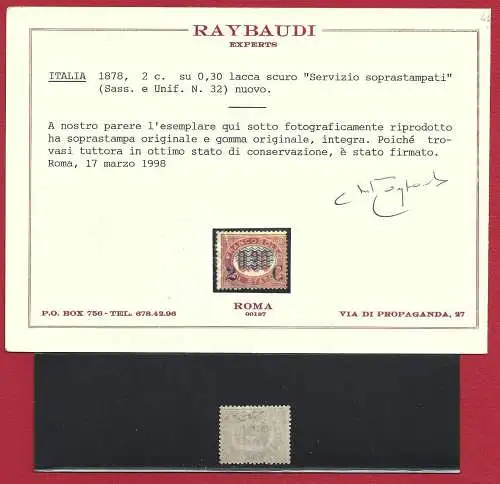 RAYBAUDI
EXPERTS
ITALIA 1878, 2 c. su 0,30 lacca scuro "Servizio soprastampati"
(Sass. e Unif. N. 32) nuovo.
A nostro parere l'esemplare qui sotto fotograficamente riprodotto
ha soprastampa originale e gomma originale, integra. Poiché tro-
vasi tuttora in ottimo stato di conservazione, è stato firmato.
Roma, 17 marzo 1998
2 C
ROMA
00187
P.O. BOX 756 - TEL. 678.42.96
VIA DI PROPAGANDA, 27